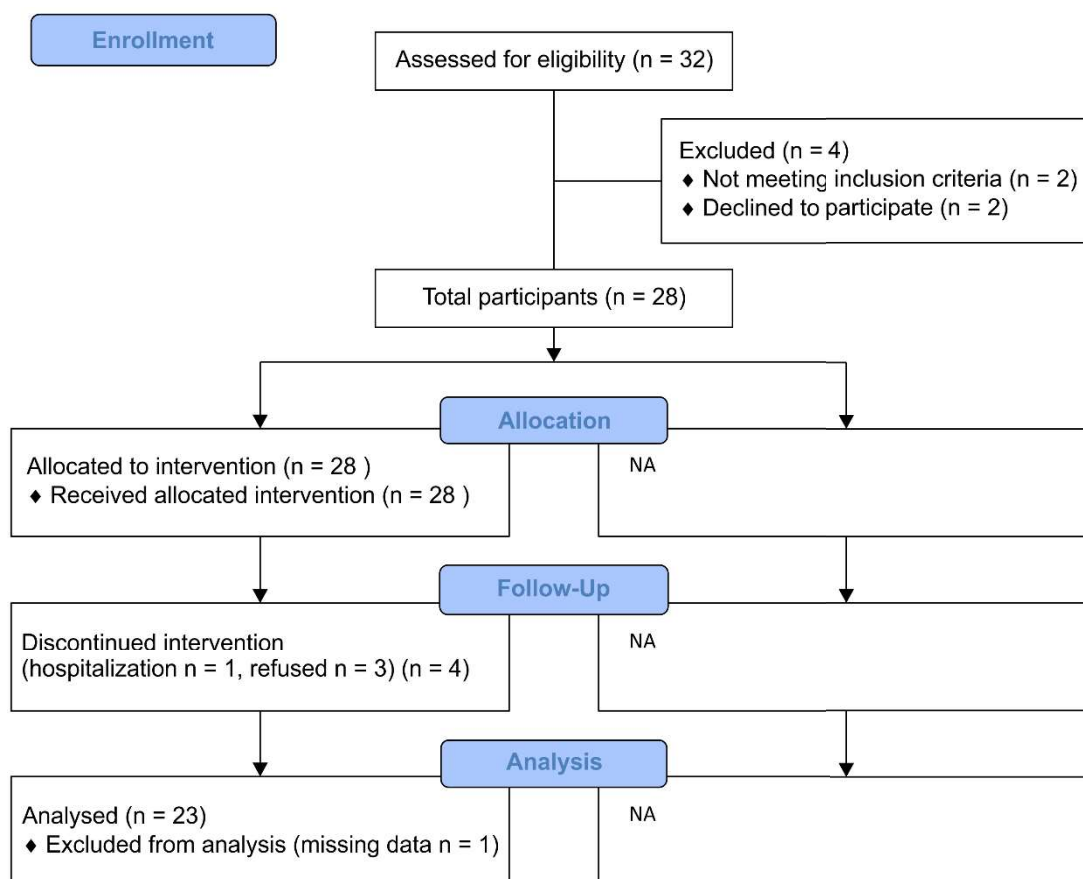 Enrollment
Assessed for eligibility (n = 32)
Excluded (n = 4)
♦ Not meeting inclusion criteria (n = 2)
♦ Declined to participate (n = 2)
Total participants (n = 28)
Allocation
Allocated to intervention (n = 28 )
♦ Received allocated intervention (n = 28 )
NA
Follow-Up
Discontinued intervention
(hospitalization n = 1, refused n = 3) (n = 4)
NA
Analysis
Analysed (n = 23)
♦ Excluded from analysis (missing data n = 1)
NA